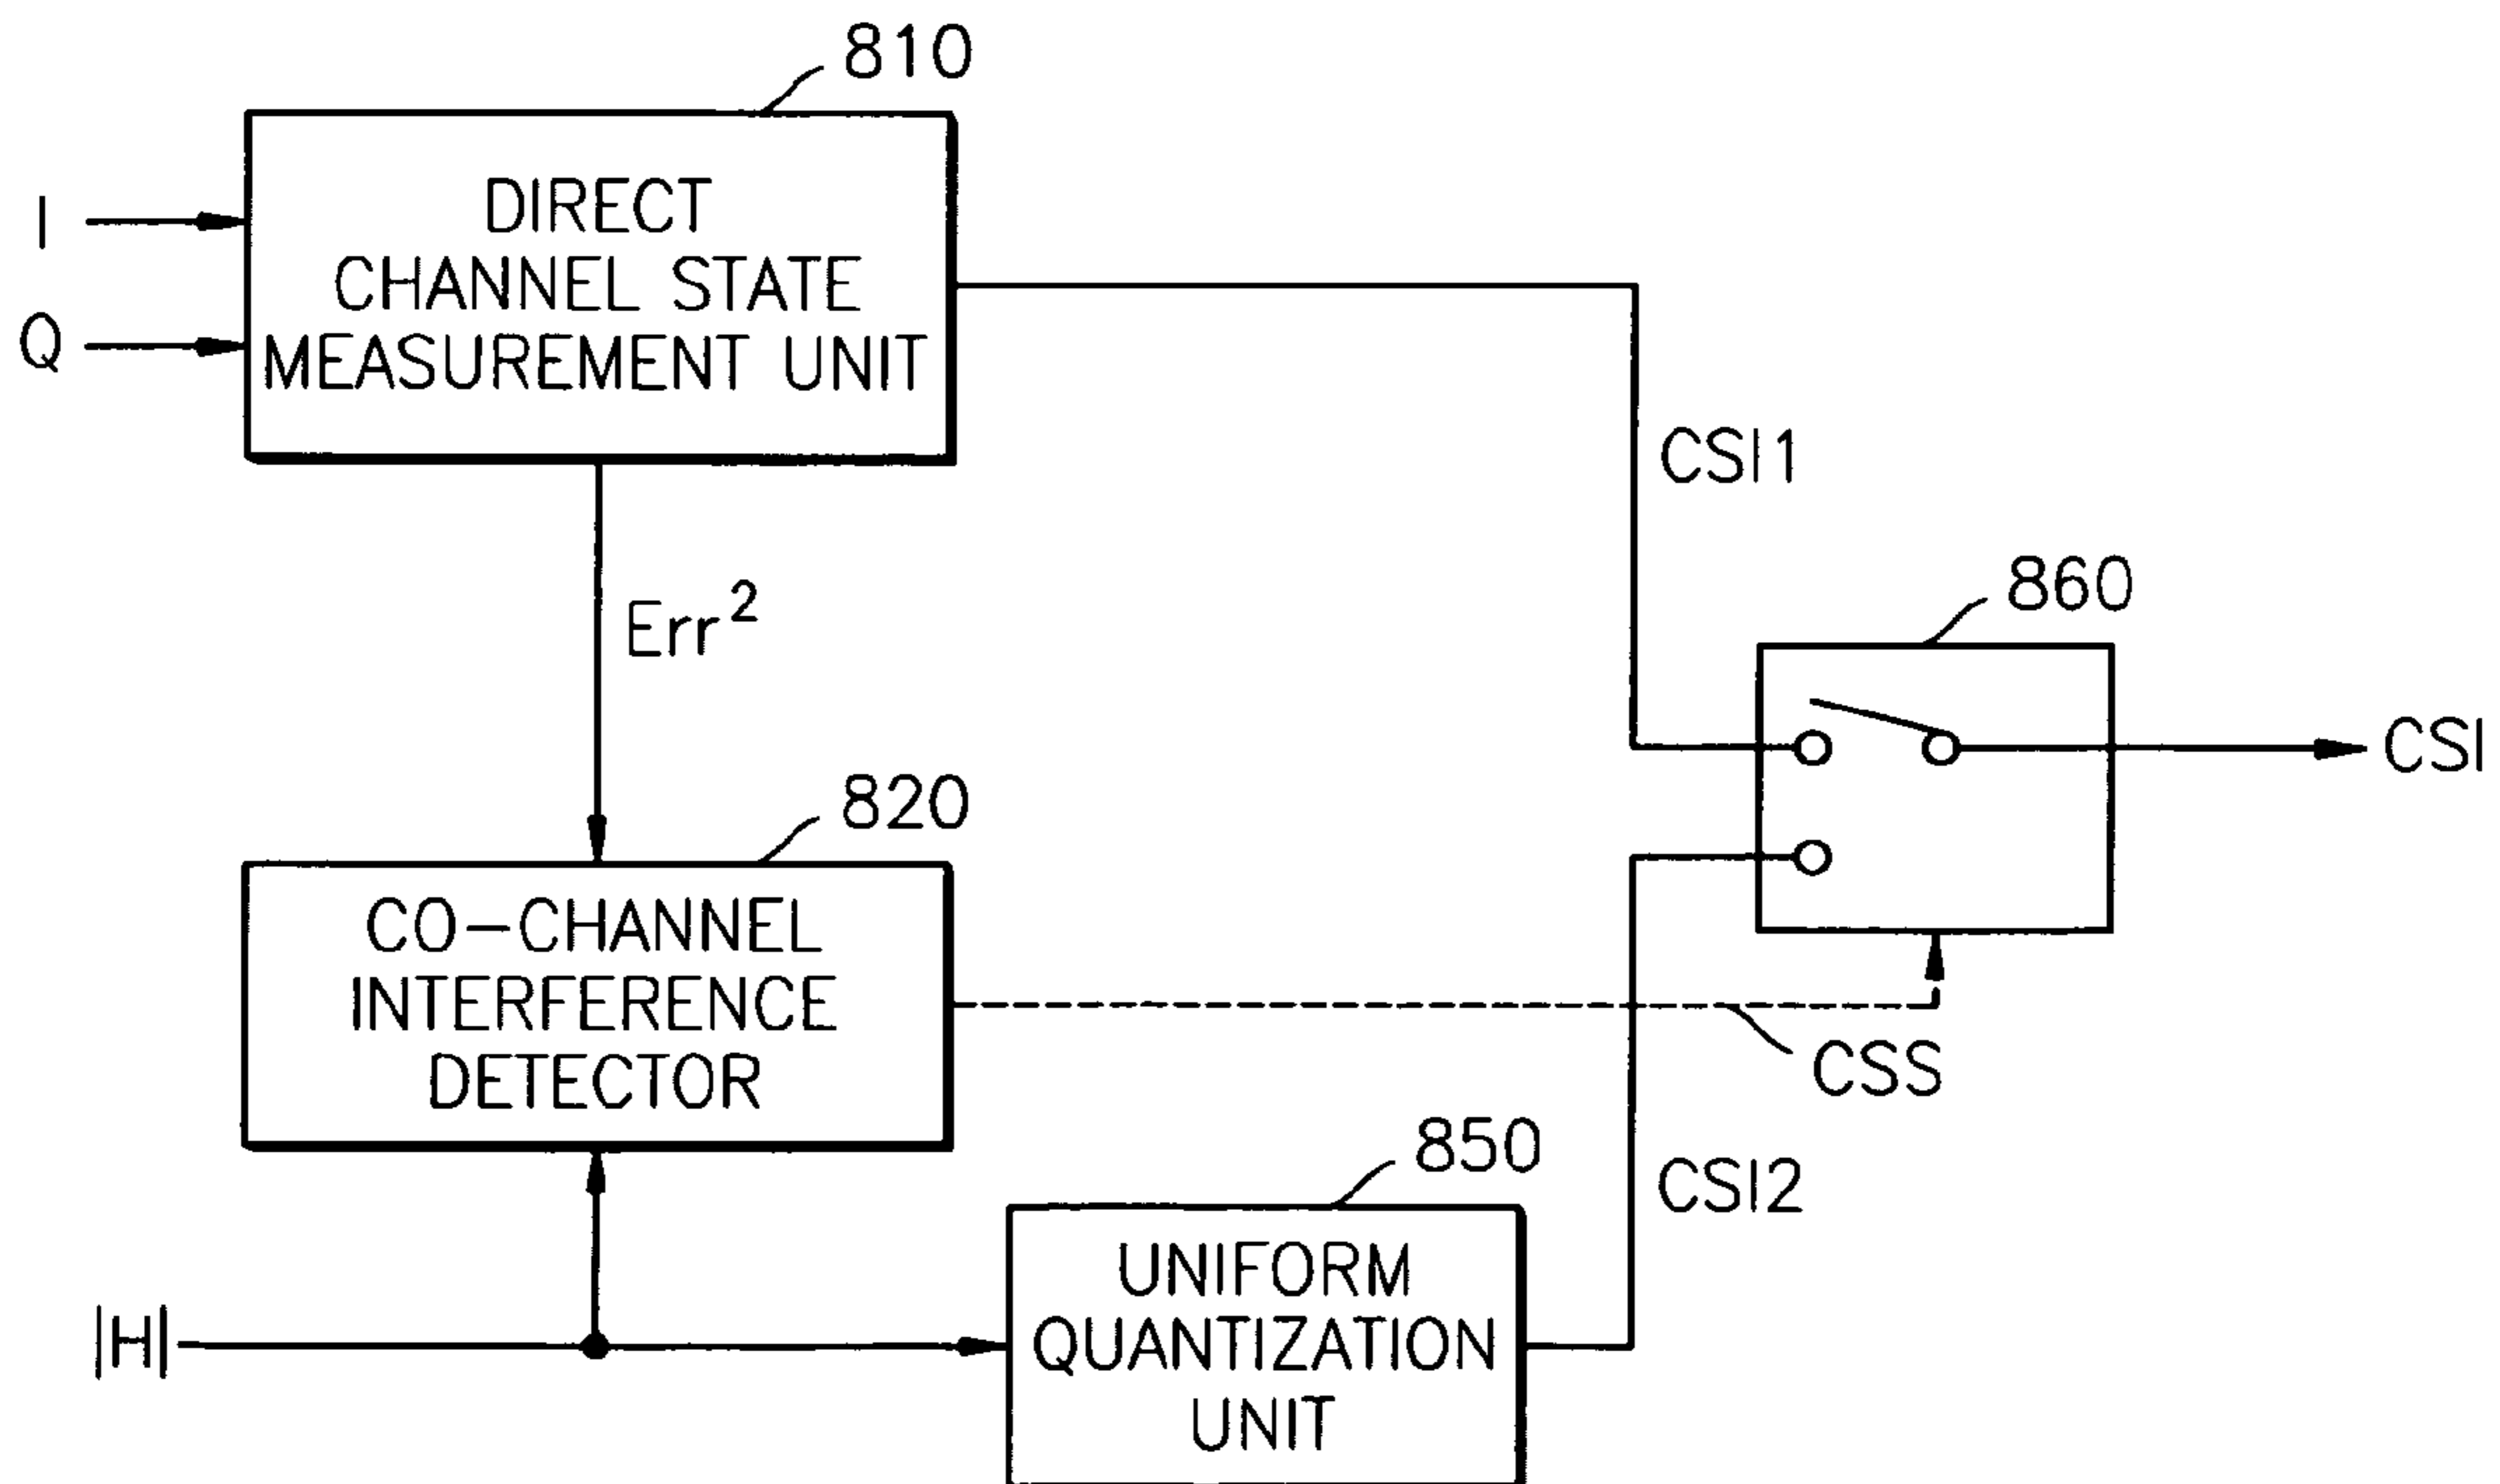 810
DIRECT
CHANNEL STATE
MEASUREMENT UNIT
I
Q
CSI1
Err²
860
CSI
820
CO-CHANNEL
INTERFERENCE
DETECTOR
CSS
850
CSI2
UNIFORM
QUANTIZATION
UNIT
|H|